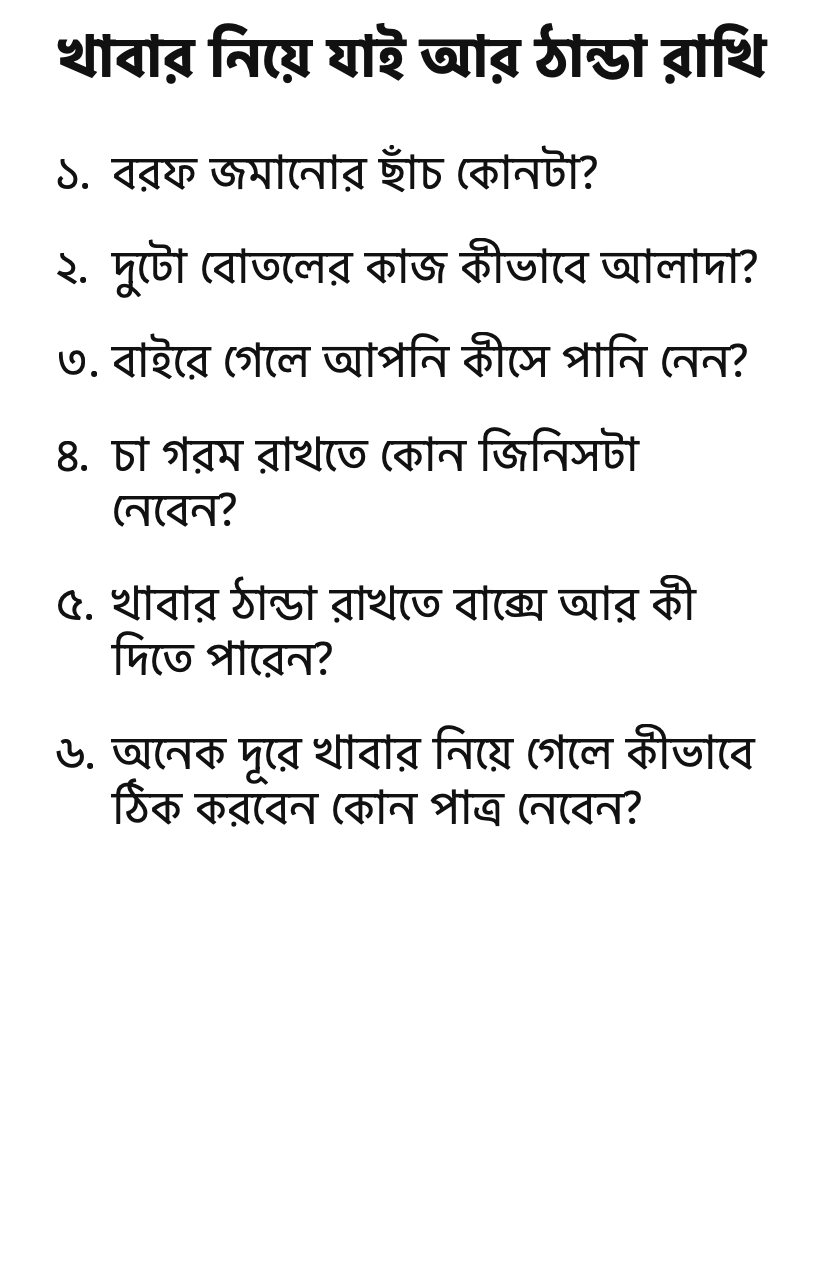 খাবার নিয়ে যাই আর ঠান্ডা রাখি
১. বরফ জমানোর ছাঁচ কোনটা?
২. দুটো বোতলের কাজ কীভাবে আলাদা?
৩. বাইরে গেলে আপনি কীসে পানি নেন?
৪. চা গরম রাখতে কোন জিনিসটা
নেবেন?
৫. খাবার ঠান্ডা রাখতে বাক্সে আর কী
দিতে পারেন?
৬. অনেক দূরে খাবার নিয়ে গেলে কীভাবে
ঠিক করবেন কোন পাত্র নেবেন?